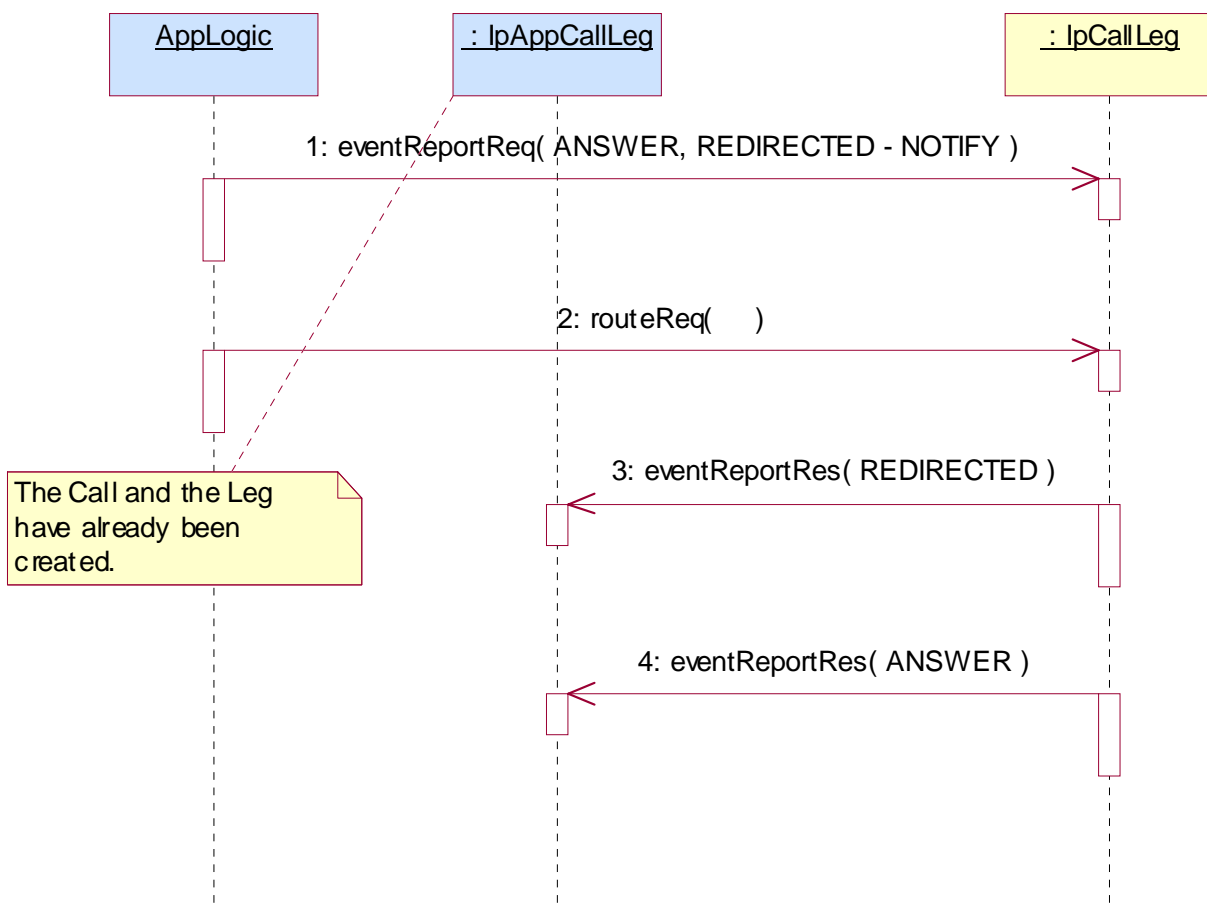 AppLogic
: IpAppCallLeg
: IpCallLeg
1: eventReportReq( ANSWER, REDIRECTED - NOTIFY )
2: routeReq( )
3: eventReportRes( REDIRECTED )
The Call and the Leg
have already been
created.
4: eventReportRes( ANSWER )